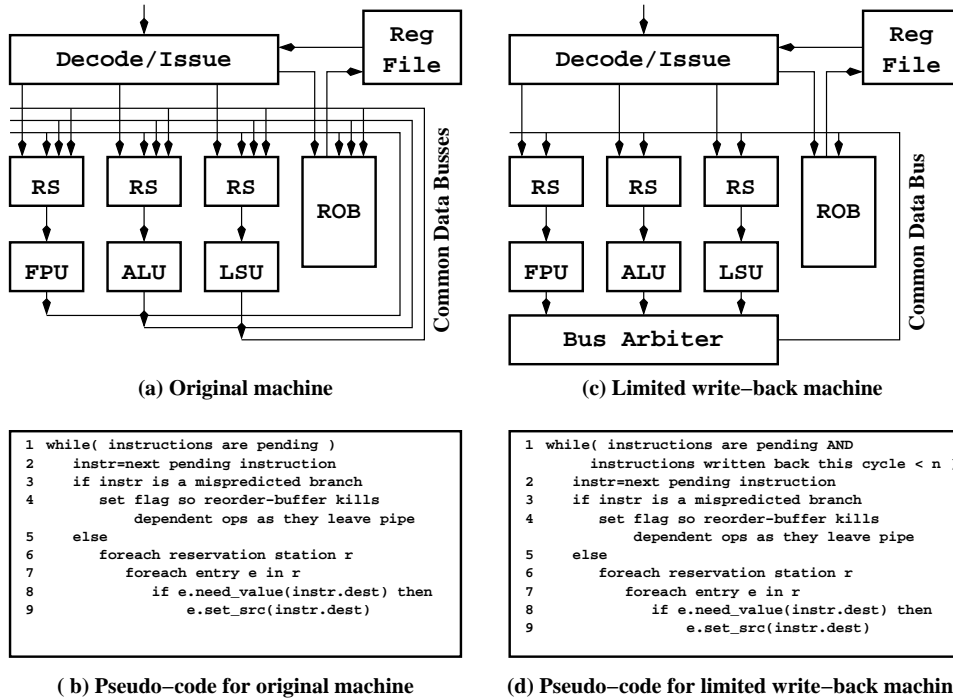 Decode/Issue
Reg
File
RS
RS
RS
ROB
FPU
ALU
LSU
Common Data Busses
(a) Original machine
Decode/Issue
Reg
File
RS
RS
RS
ROB
FPU
ALU
LSU
Bus Arbiter
Common Data Bus
(c) Limited write−back machine
1 while( instructions are pending )
2 instr=next pending instruction
3 if instr is a mispredicted branch
4 set flag so reorder-buffer kills
dependent ops as they leave pipe
5 else
6 foreach reservation station r
7 foreach entry e in r
8 if e.need_value(instr.dest) then
9 e.set_src(instr.dest)
( b) Pseudo−code for original machine
1 while( instructions are pending AND
instructions written back this cycle < n )
2 instr=next pending instruction
3 if instr is a mispredicted branch
4 set flag so reorder-buffer kills
dependent ops as they leave pipe
5 else
6 foreach reservation station r
7 foreach entry e in r
8 if e.need_value(instr.dest) then
9 e.set_src(instr.dest)
(d) Pseudo−code for limited write−back machin